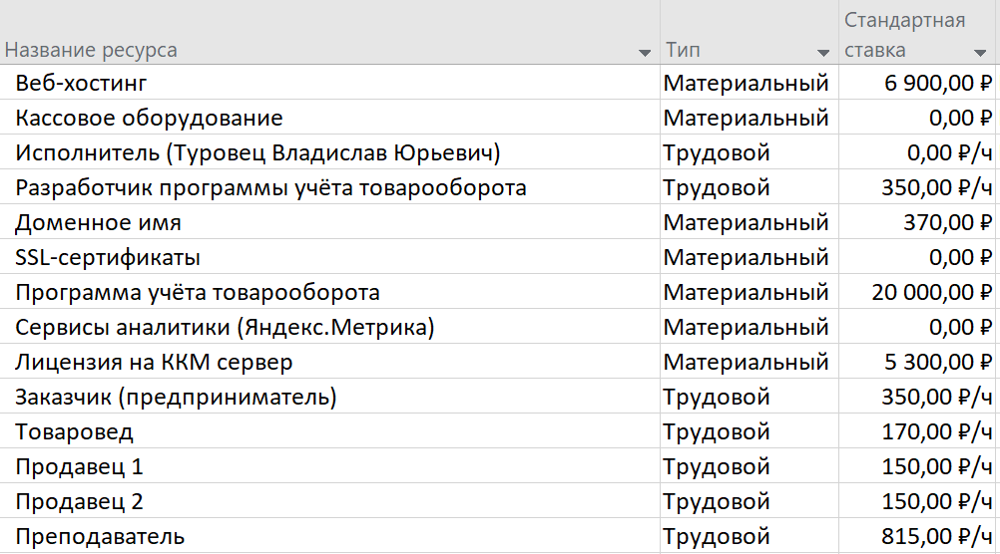 Название ресурса Тип Стандартная ставка
Веб-хостинг Материальный 6 900,00 ₽
Кассовое оборудование Материальный 0,00 ₽
Исполнитель (Туровец Владислав Юрьевич) Трудовой 0,00 ₽/ч
Разработчик программы учёта товарооборота Трудовой 350,00 ₽/ч
Доменное имя Материальный 370,00 ₽
SSL-сертификаты Материальный 0,00 ₽
Программа учёта товарооборота Материальный 20 000,00 ₽
Сервисы аналитики (Яндекс.Метрика) Материальный 0,00 ₽
Лицензия на ККМ сервер Материальный 5 300,00 ₽
Заказчик (предприниматель) Трудовой 350,00 ₽/ч
Товаровед Трудовой 170,00 ₽/ч
Продавец 1 Трудовой 150,00 ₽/ч
Продавец 2 Трудовой 150,00 ₽/ч
Преподаватель Трудовой 815,00 ₽/ч